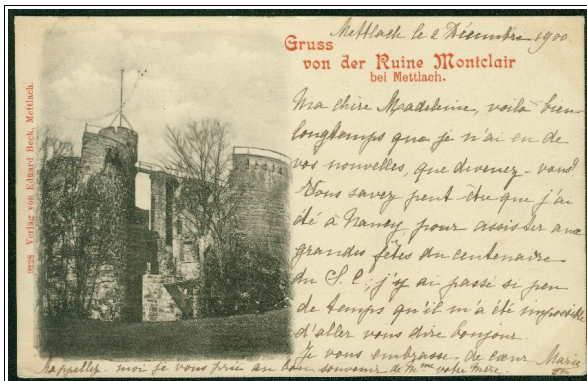 Mettlach le 2 Décembre 1900.
Gruss
von der Ruine Montclair
bei Mettlach.
Ma chère Madeleine, voilà bien
longtemps que je n'ai eu de
vos nouvelles, que devenez-vous?
Vous savez peut être que j'ai
été à Nancy pour assister aux
grandes fêtes du centenaire
du S. C., j'y ai passé si peu
de temps qu'il m'a été impossible
d'aller vous dire bonjour.
Je vous embrasse de cœur Marie
Rappellez-moi je vous prie au bon souvenir de Mme votre mère.
9228 Verlag von Eduard Beck, Mettlach.